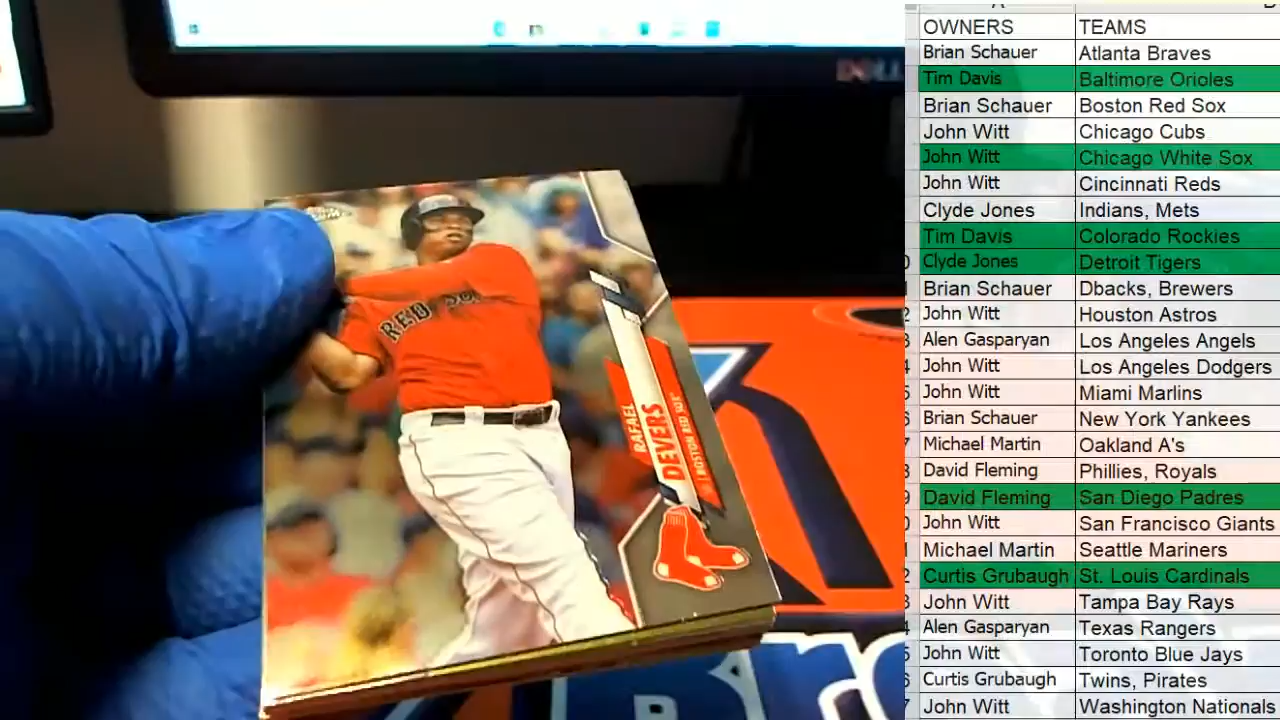 DELL
RED SOX
RAFAEL
DEVERS
BOSTON RED SOX
OWNERS TEAMS
Brian Schauer Atlanta Braves
Tim Davis Baltimore Orioles
Brian Schauer Boston Red Sox
John Witt Chicago Cubs
John Witt Chicago White Sox
John Witt Cincinnati Reds
Clyde Jones Indians, Mets
Tim Davis Colorado Rockies
Clyde Jones Detroit Tigers
Brian Schauer Dbacks, Brewers
John Witt Houston Astros
Alen Gasparyan Los Angeles Angels
John Witt Los Angeles Dodgers
John Witt Miami Marlins
Brian Schauer New York Yankees
Michael Martin Oakland A's
David Fleming Phillies, Royals
David Fleming San Diego Padres
John Witt San Francisco Giants
Michael Martin Seattle Mariners
Curtis Grubaugh St. Louis Cardinals
John Witt Tampa Bay Rays
Alen Gasparyan Texas Rangers
John Witt Toronto Blue Jays
Curtis Grubaugh Twins, Pirates
John Witt Washington Nationals